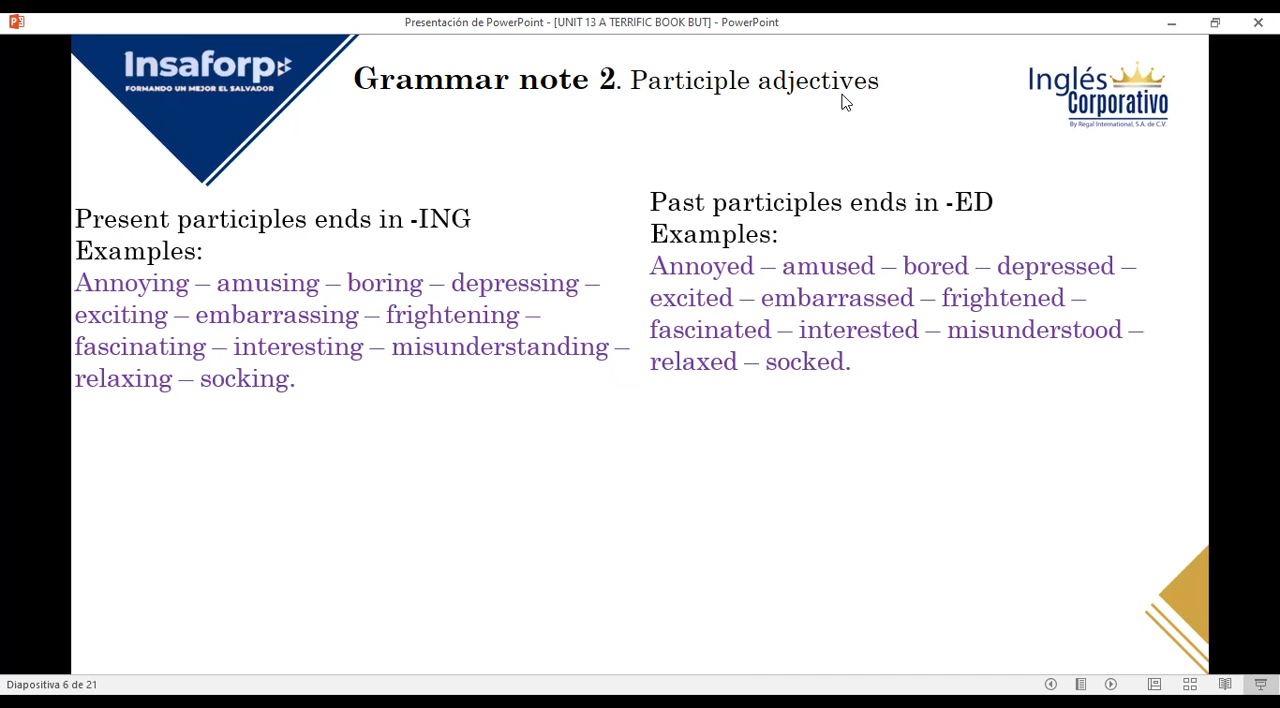 Presentación de PowerPoint - [UNIT 13 A TERRIFIC BOOK BUT] - PowerPoint
Insaforp
FORMANDO UN MEJOR EL SALVADOR
Grammar note 2. Participle adjectives
Inglés
Corporativo
By Regal International, S.A. de C.V.
Present participles ends in -ING
Examples:
Annoying – amusing – boring – depressing –
exciting – embarrassing – frightening –
fascinating – interesting – misunderstanding –
relaxing – socking.
Past participles ends in -ED
Examples:
Annoyed – amused – bored – depressed –
excited – embarrassed – frightened –
fascinated – interested – misunderstood –
relaxed – socked.
Diapositiva 6 de 21